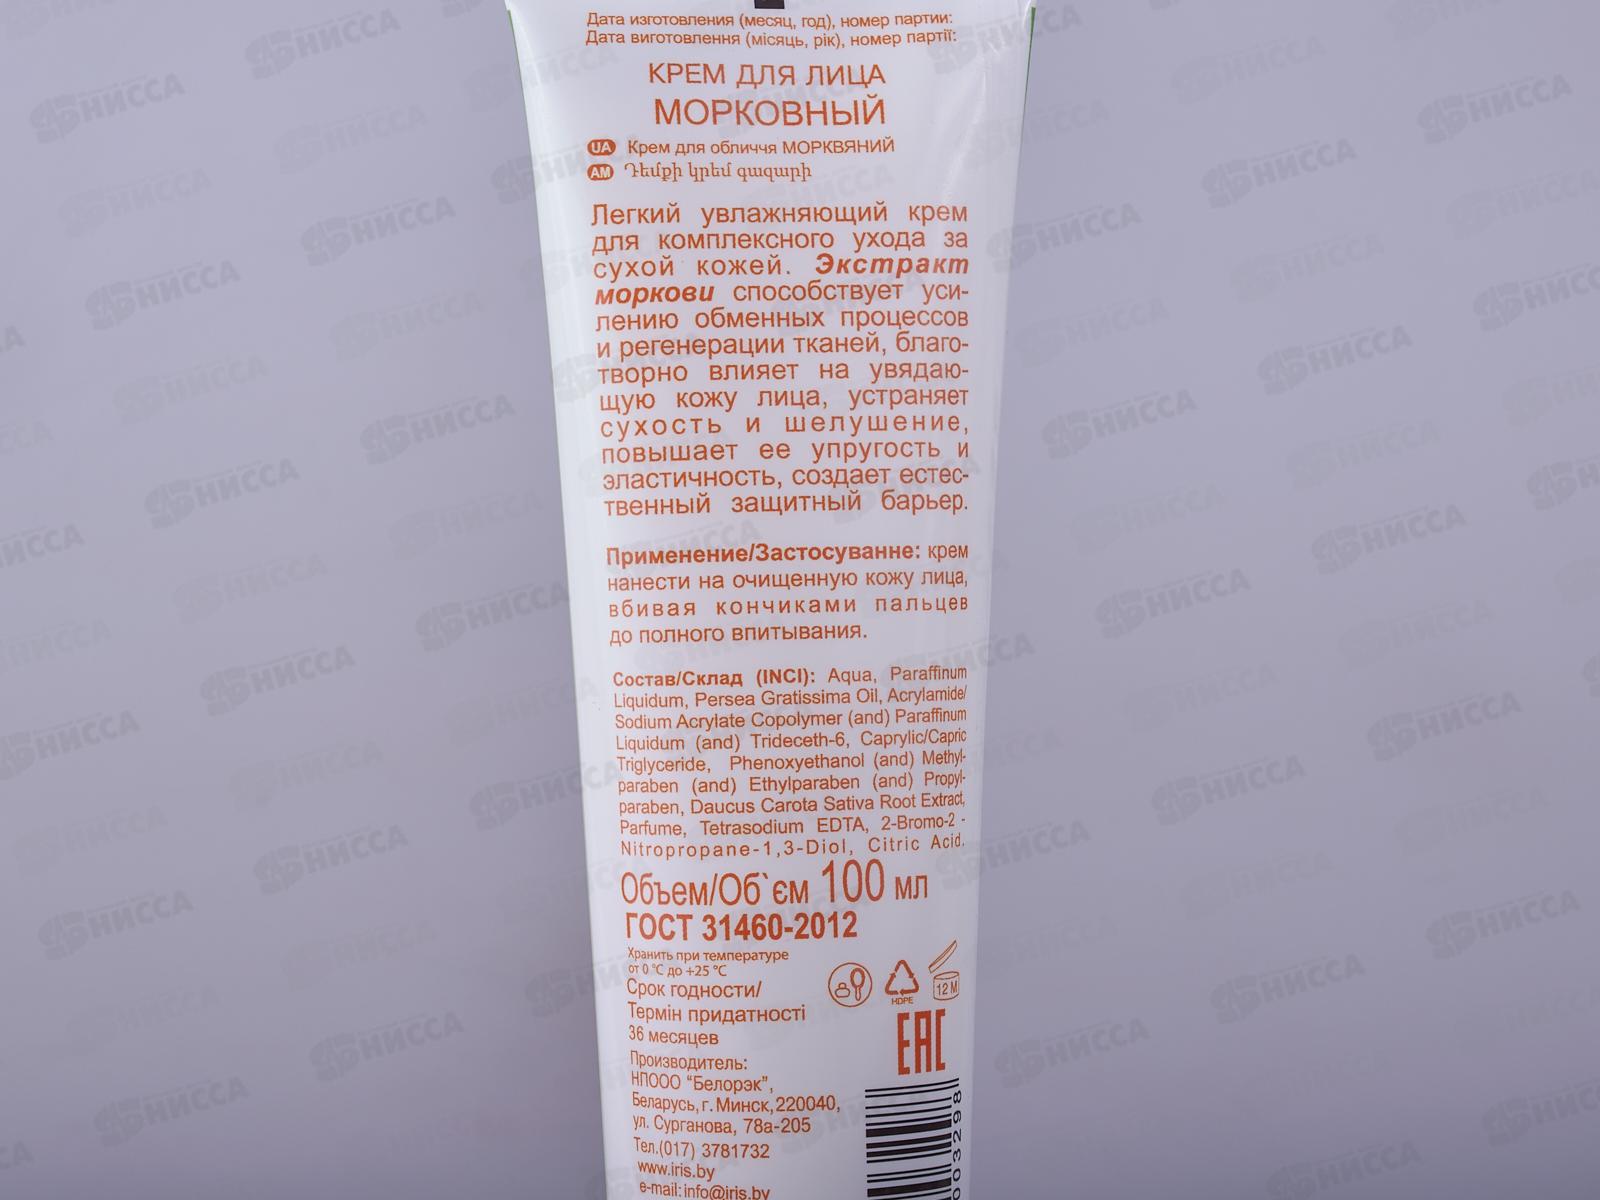 Дата изготовления (месяц, год), номер партии:
Дата виготовлення (місяць, рік), номер партії:
КРЕМ ДЛЯ ЛИЦА
МОРКОВНЫЙ
UA Крем для обличчя МОРКВЯНИЙ
AM Դեմքի կրեմ գազարի
Легкий увлажняющий крем
для комплексного ухода за
сухой кожей. Экстракт
моркови способствует уси-
лению обменных процессов
и регенерации тканей, благо-
творно влияет на увядаю-
щую кожу лица, устраняет
сухость и шелушение,
повышает ее упругость и
эластичность, создает естес-
твенный защитный барьер.
Применение/Застосуванне: крем
нанести на очищенную кожу лица,
вбивая кончиками пальцев
до полного впитывания.
Состав/Склад (INCI): Aqua, Paraffinum
Liquidum, Persea Gratissima Oil, Acrylamide/
Sodium Acrylate Copolymer (and) Paraffinum
Liquidum (and) Trideceth-6, Caprylic/Capric
Triglyceride, Phenoxyethanol (and) Methyl-
paraben (and) Ethylparaben (and) Propyl-
paraben, Daucus Carota Sativa Root Extract,
Parfume, Tetrasodium EDTA, 2-Bromo-2 -
Nitropropane-1,3-Diol, Citric Acid.
Объем/Об`єм 100 мл
ГОСТ 31460-2012
Хранить при температуре
от 0 °С до +25 °С
Срок годности/
Термін придатності
36 месяцев
HDPE
12 M
EAC
Производитель:
НПООО "Белорэк",
Беларусь, г. Минск, 220040,
ул. Сурганова, 78а-205
Тел.(017) 3781732
www.iris.by
e-mail: info@iris.by
003298
НИССА